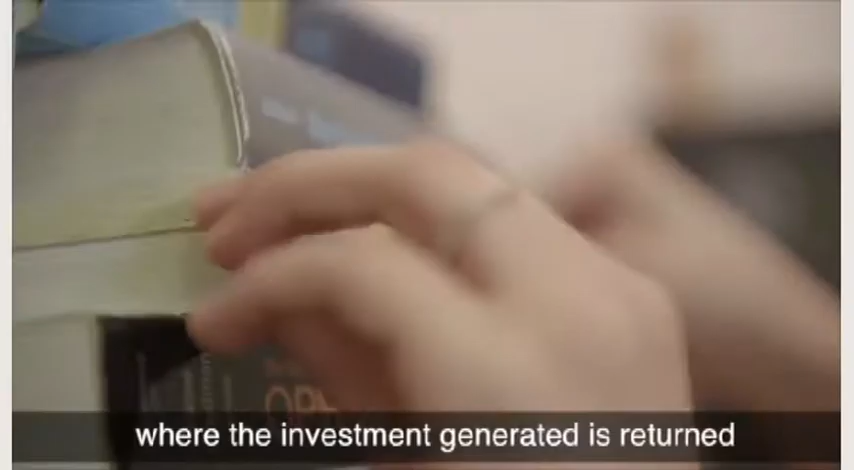 where the investment generated is returned